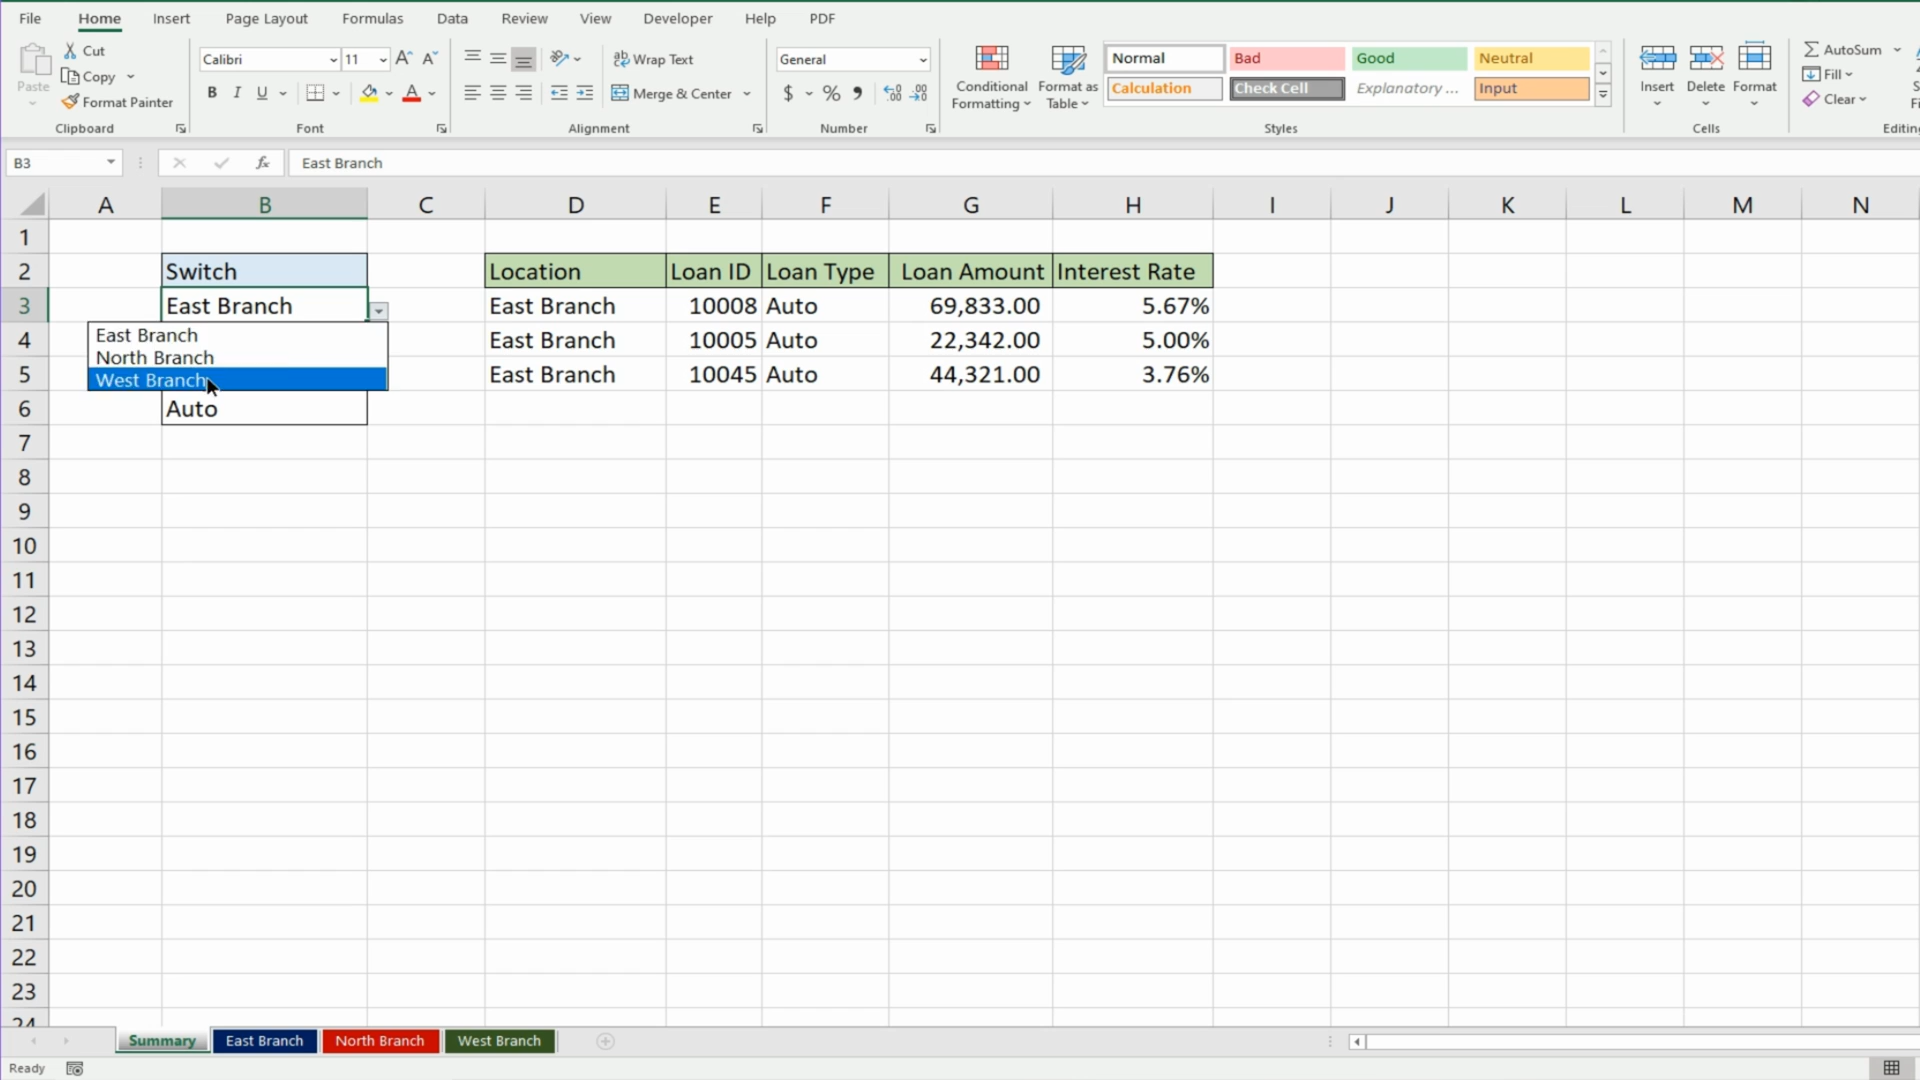 File Home Insert Page Layout Formulas Data Review View Developer Help PDF
Cut
Copy
Format Painter
Paste
Clipboard
Calibri 11
B I U
Font
Wrap Text
Merge & Center
Alignment
General
$ %
Number
Conditional Formatting
Format as Table
Normal Bad Good Neutral
Calculation Check Cell Explanatory ... Input
Styles
Insert Delete Format
Cells
AutoSum
Fill
Clear
B3 fx East Branch
A B C D E F G H I J K L M N
1
2 Switch Location Loan ID Loan Type Loan Amount Interest Rate
3 East Branch East Branch 10008 Auto 69,833.00 5.67%
4 East Branch 10005 Auto 22,342.00 5.00%
5 East Branch 10045 Auto 44,321.00 3.76%
East Branch
North Branch
West Branch
6 Auto
7
8
9
10
11
12
13
14
15
16
17
18
19
20
21
22
23
24
Summary East Branch North Branch West Branch
Ready